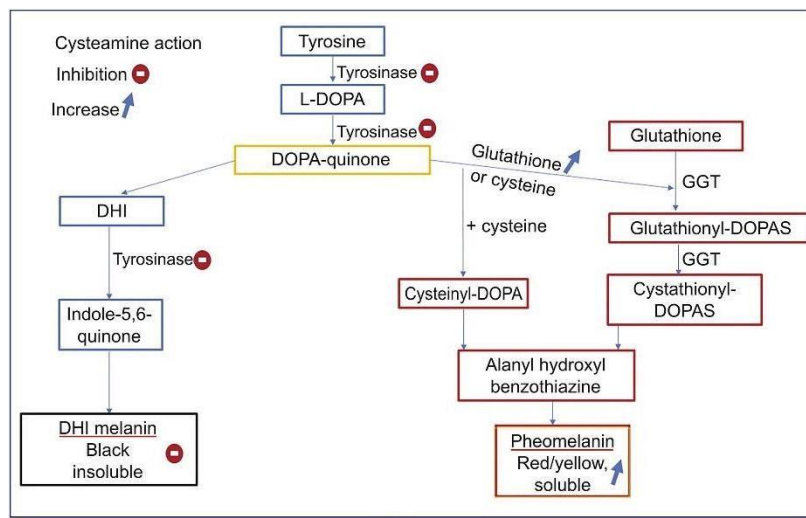 Cysteamine action
Inhibition
Increase
Tyrosine
Tyrosinase
L-DOPA
Tyrosinase
DOPA-quinone
Glutathione
or cysteine
Glutathione
GGT
DHI
+ cysteine
Glutathionyl-DOPAS
Tyrosinase
GGT
Cysteinyl-DOPA
Cystathionyl-
DOPAS
Indole-5,6-
quinone
Alanyl hydroxyl
benzothiazine
DHI melanin
Black
insoluble
Pheomelanin
Red/yellow,
soluble